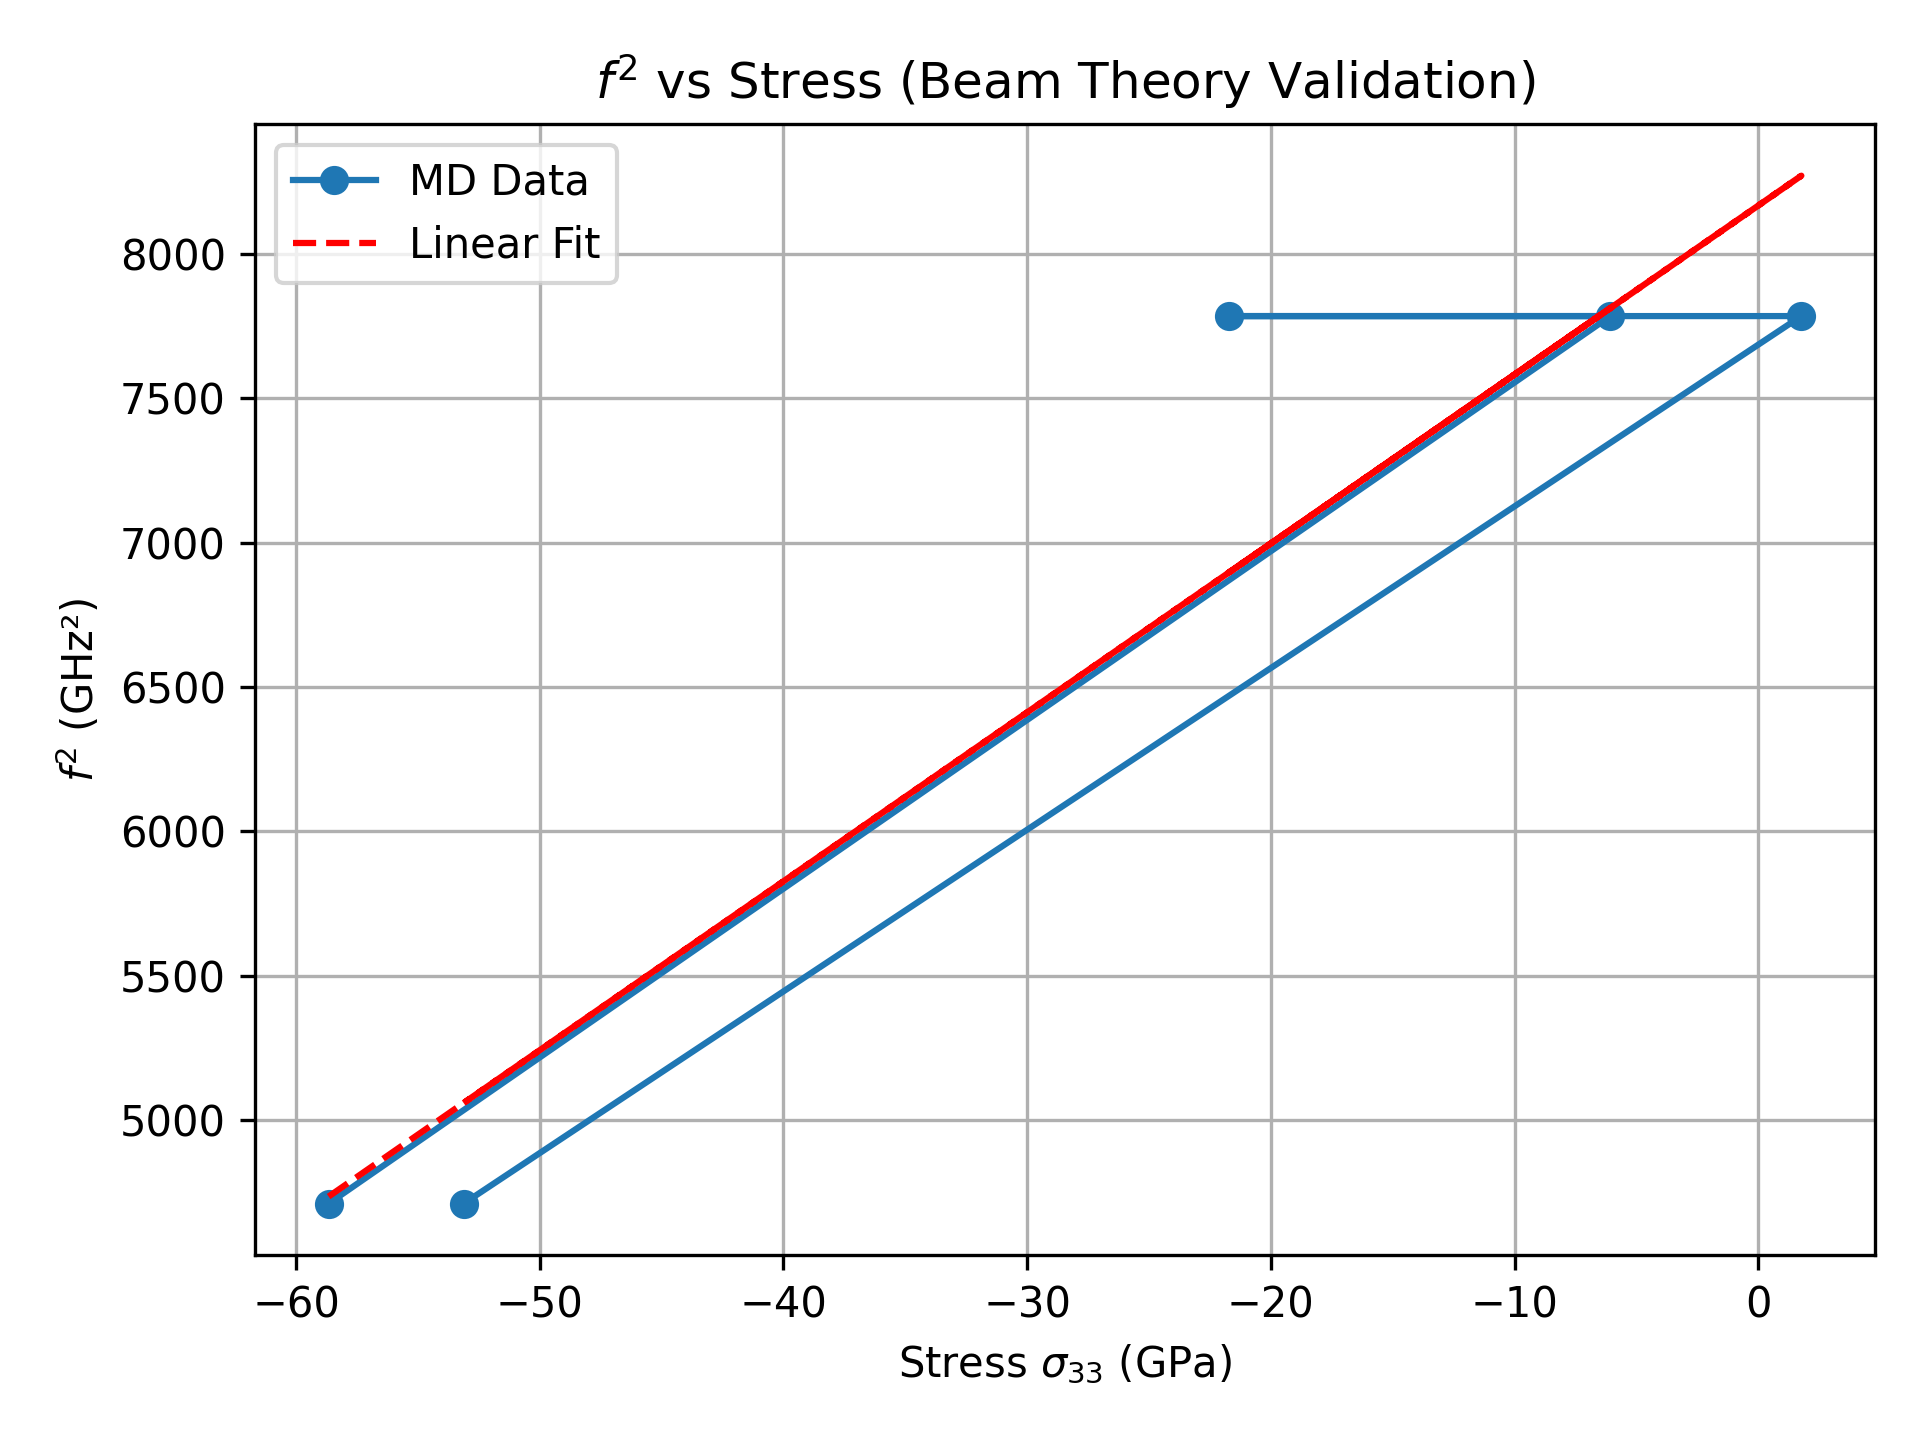 f² vs Stress (Beam Theory Validation)
MD Data
Linear Fit
f² (GHz²)
8000
7500
7000
6500
6000
5500
5000
−60 −50 −40 −30 −20 −10 0
Stress σ₃₃ (GPa)